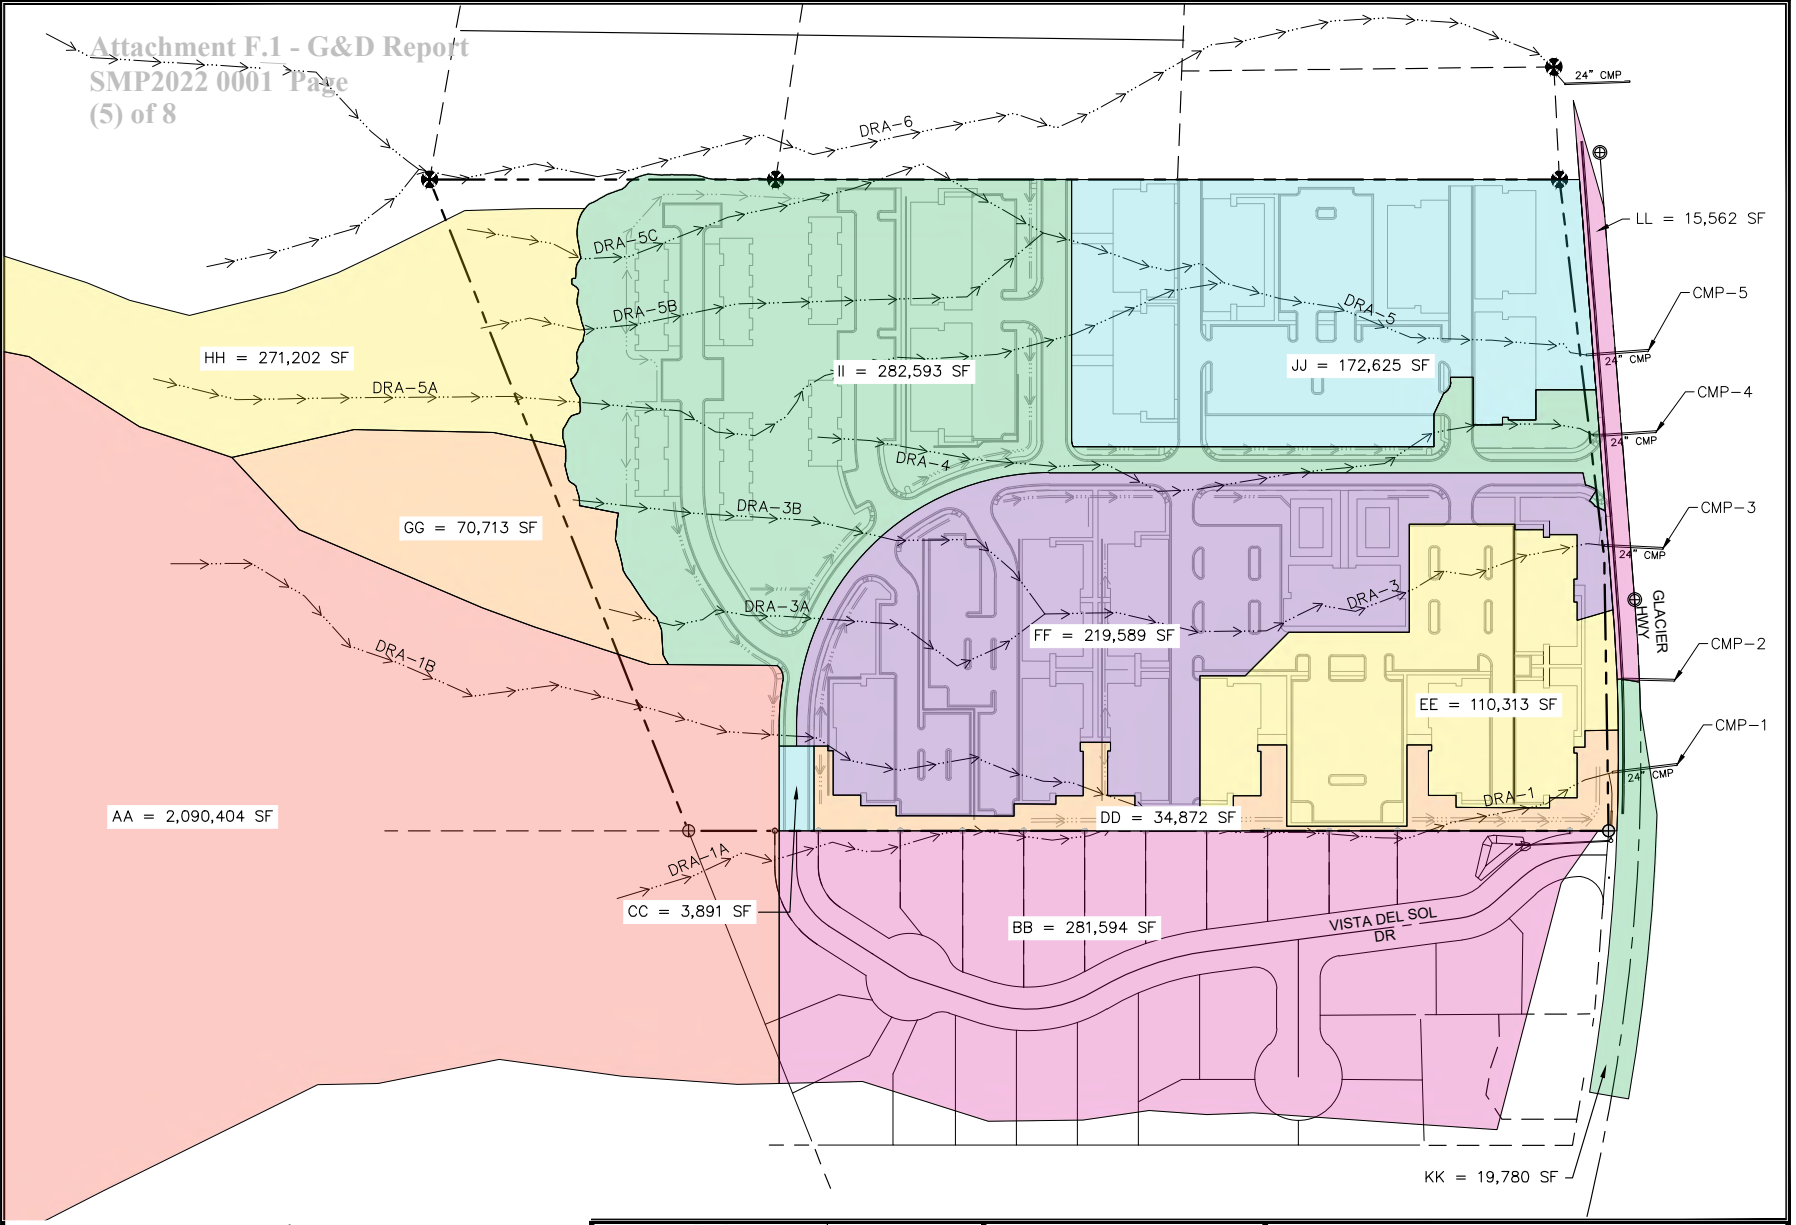 Attachment F.1 - G&D Report
SMP2022 0001 Page
(5) of 8
24" CMP
DRA-6
LL = 15,562 SF
DRA-5C
CMP-5
DRA-5B
DRA-5
HH = 271,202 SF
24" CMP
II = 282,593 SF
JJ = 172,625 SF
DRA-5A
CMP-4
24" CMP
DRA-4
DRA-3B
CMP-3
GG = 70,713 SF
24" CMP
DRA-3
DRA-3A
GLACIER
HWY
FF = 219,589 SF
CMP-2
DRA-1B
EE = 110,313 SF
CMP-1
24" CMP
DRA-1
AA = 2,090,404 SF
DD = 34,872 SF
DRA-1A
CC = 3,891 SF
BB = 281,594 SF
VISTA DEL SOL
DR
KK = 19,780 SF